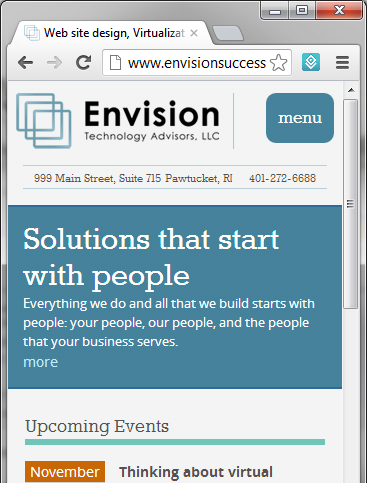 Web site design, Virtualizat
www.envisionsuccess
Envision
Technology Advisors, LLC
menu
999 Main Street, Suite 715 Pawtucket, RI 401-272-6688
Solutions that start
with people
Everything we do and all that we build starts with
people: your people, our people, and the people
that your business serves.
more
Upcoming Events
November Thinking about virtual